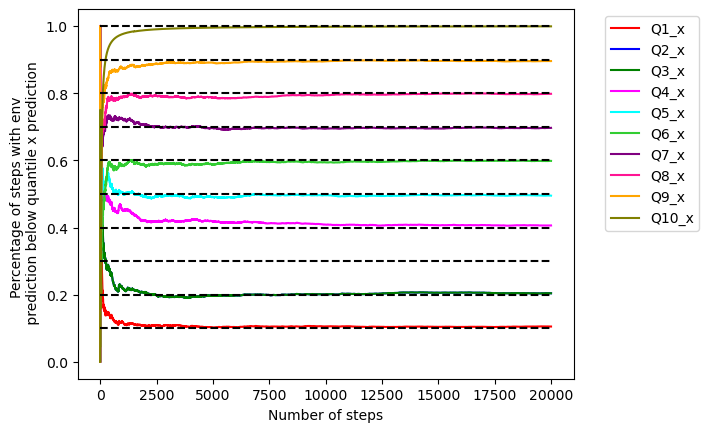 1.0
0.8
0.6
0.4
0.2
0.0
Percentage of steps with env
prediction below quantile x prediction
0
2500
5000
7500
10000
12500
15000
17500
20000
Number of steps
Q1_x
Q2_x
Q3_x
Q4_x
Q5_x
Q6_x
Q7_x
Q8_x
Q9_x
Q10_x